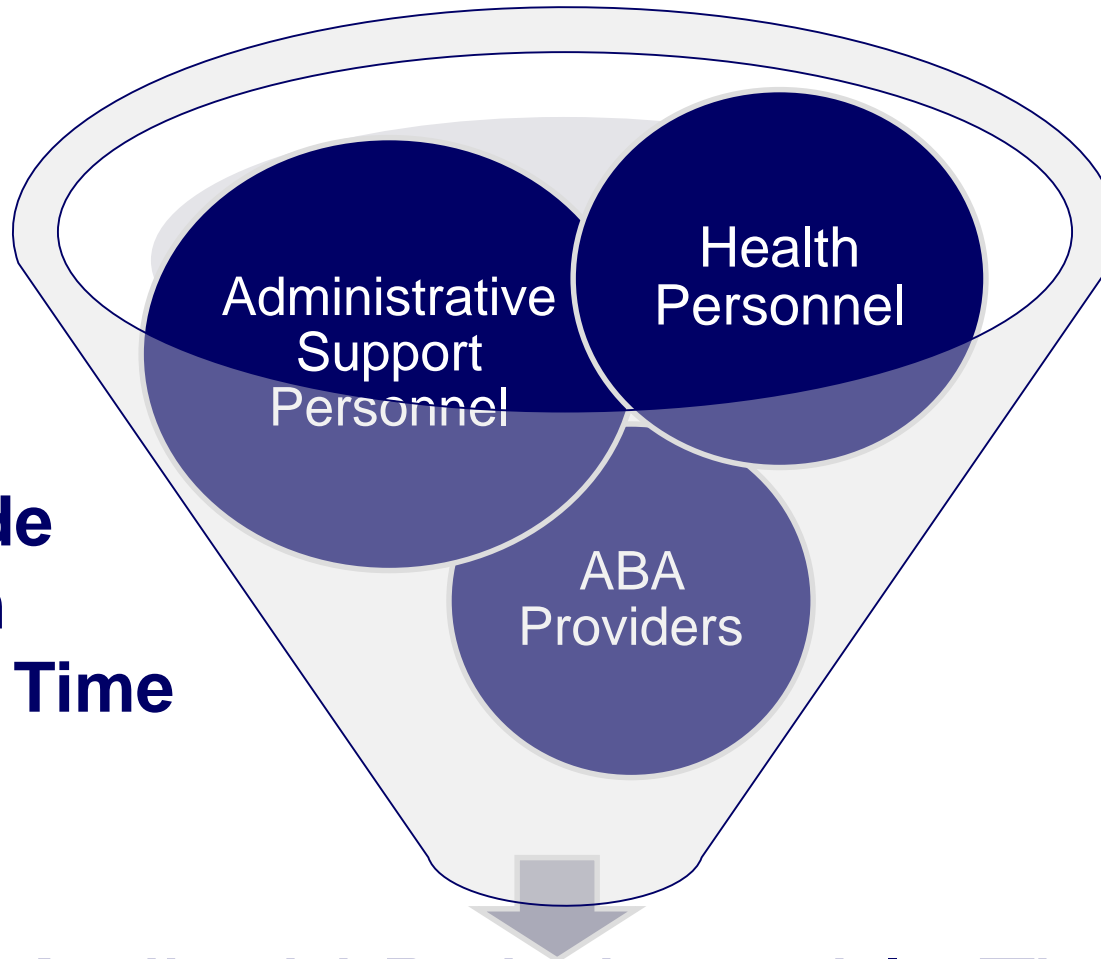 Health
Personnel
Administrative
Support
Personnel
ABA
Providers
Time